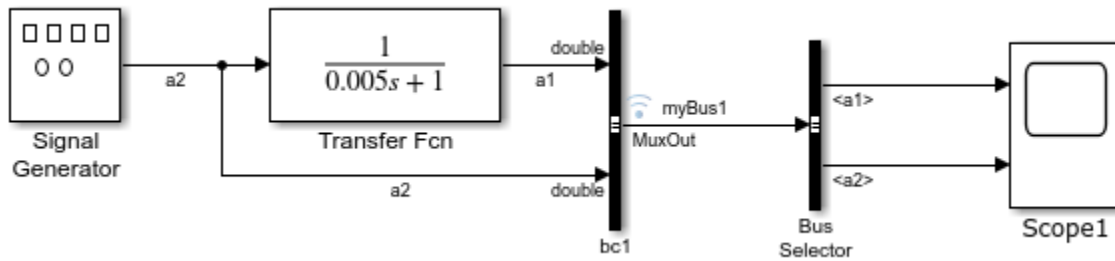 Signal
Generator
a2
1
0.005s + 1
Transfer Fcn
a1
double
a2
double
bc1
myBus1
MuxOut
Bus
Selector
<a1>
<a2>
Scope1